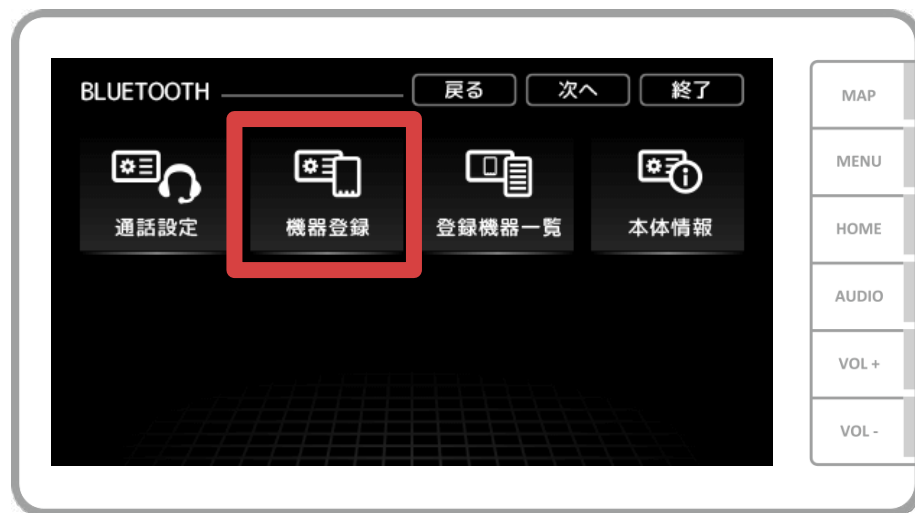 BLUETOOTH 戻る 次へ 終了
通話設定 機器登録 登録機器一覧 本体情報
MAP
MENU
HOME
AUDIO
VOL +
VOL -